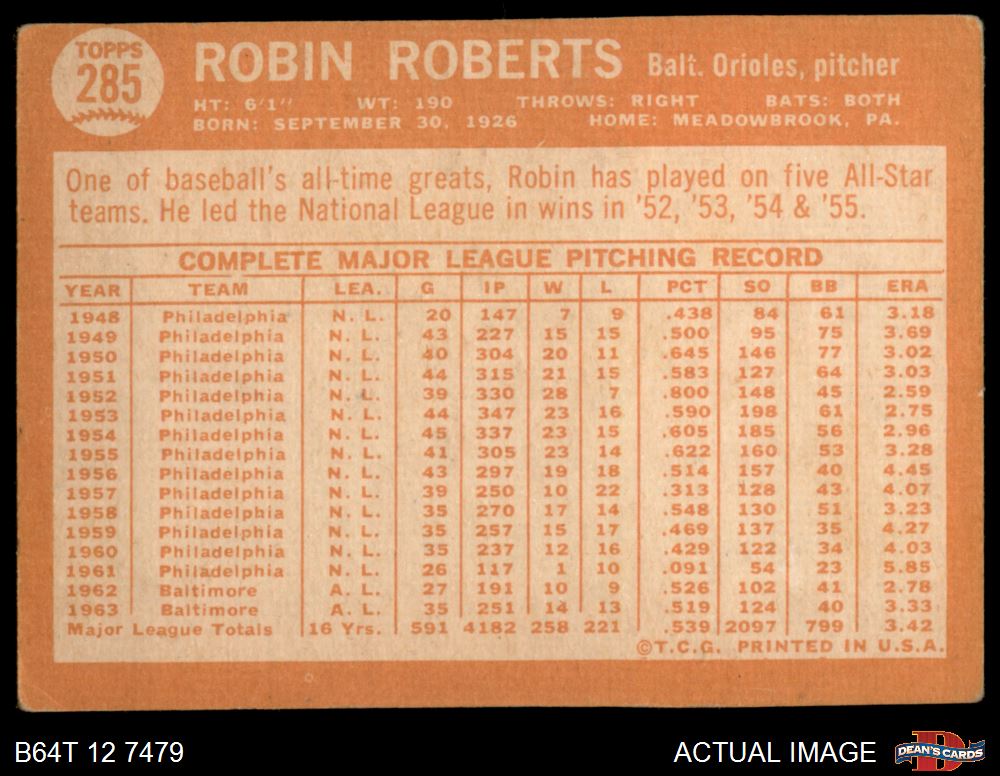 TOPPS
285
ROBIN ROBERTS Balt. Orioles, pitcher
HT: 6'1" WT: 190 THROWS: RIGHT BATS: BOTH
BORN: SEPTEMBER 30, 1926 HOME: MEADOWBROOK, PA.
One of baseball's all-time greats, Robin has played on five All-Star
teams. He led the National League in wins in '52, '53, '54 & '55.
COMPLETE MAJOR LEAGUE PITCHING RECORD
YEAR TEAM LEA. G IP W L PCT SO BB ERA
1948 Philadelphia N. L. 20 147 7 9 .438 84 61 3.18
1949 Philadelphia N. L. 43 227 15 15 .500 95 75 3.69
1950 Philadelphia N. L. 40 304 20 11 .645 146 77 3.02
1951 Philadelphia N. L. 44 315 21 15 .583 127 64 3.03
1952 Philadelphia N. L. 39 330 28 7 .800 148 45 2.59
1953 Philadelphia N. L. 44 347 23 16 .590 198 61 2.75
1954 Philadelphia N. L. 45 337 23 15 .605 185 56 2.96
1955 Philadelphia N. L. 41 305 23 14 .622 160 53 3.28
1956 Philadelphia N. L. 43 297 19 18 .514 157 40 4.45
1957 Philadelphia N. L. 39 250 10 22 .313 128 43 4.07
1958 Philadelphia N. L. 35 270 17 14 .548 130 51 3.23
1959 Philadelphia N. L. 35 257 15 17 .469 137 35 4.27
1960 Philadelphia N. L. 35 237 12 16 .429 122 34 4.03
1961 Philadelphia N. L. 26 117 1 10 .091 54 23 5.85
1962 Baltimore A. L. 27 191 10 9 .526 102 41 2.78
1963 Baltimore A. L. 35 251 14 13 .519 124 40 3.33
Major League Totals 16 Yrs. 591 4182 258 221 .539 2097 799 3.42
©T.C.G. PRINTED IN U.S.A.
B64T 12 7479 ACTUAL IMAGE DEAN'S CARDS